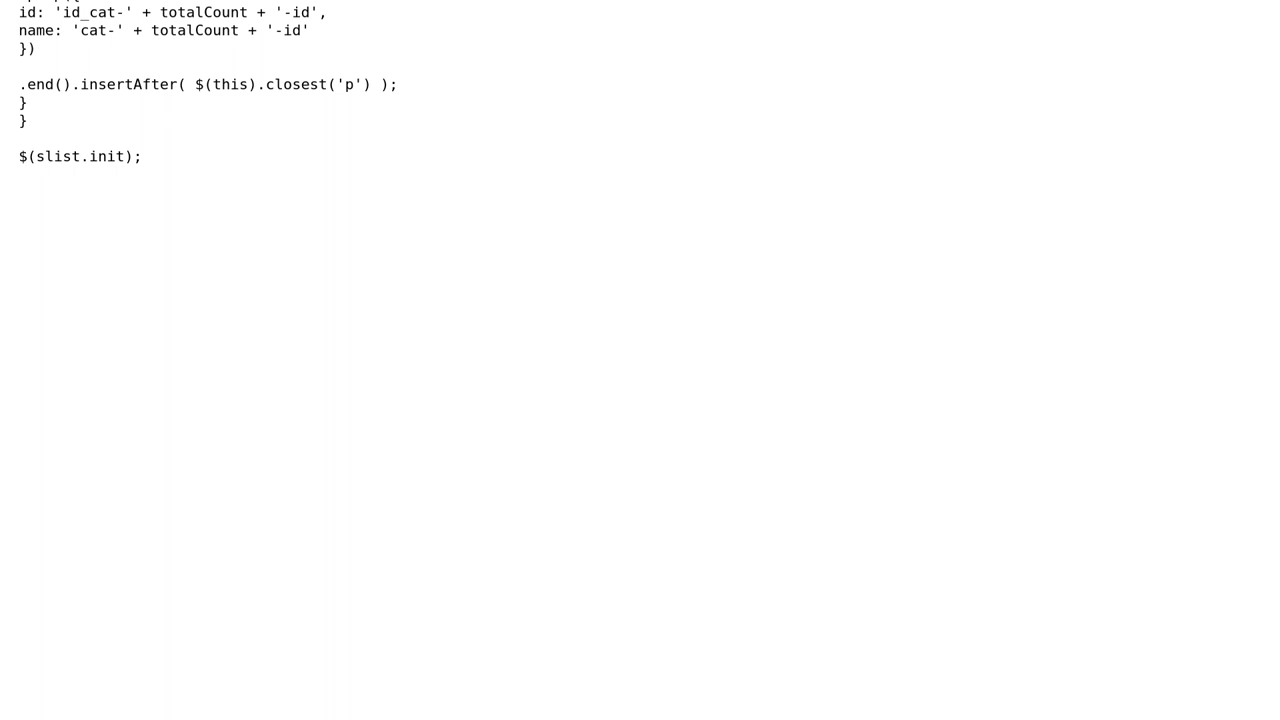 id: 'id_cat-' + totalCount + '-id',
name: 'cat-' + totalCount + '-id'
})
.end().insertAfter( $(this).closest('p') );
}
}
$(slist.init);